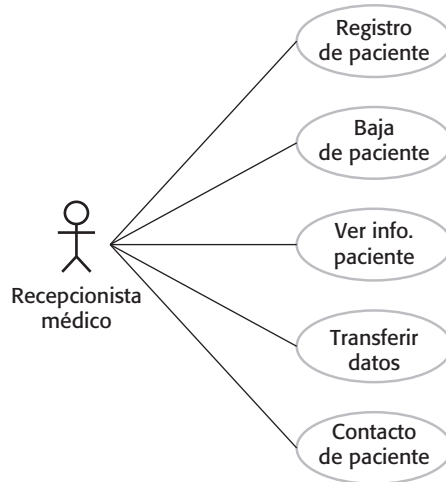 Registro
de paciente
Baja
de paciente
Ver info.
paciente
Recepcionista
médico
Transferir
datos
Contacto
de paciente